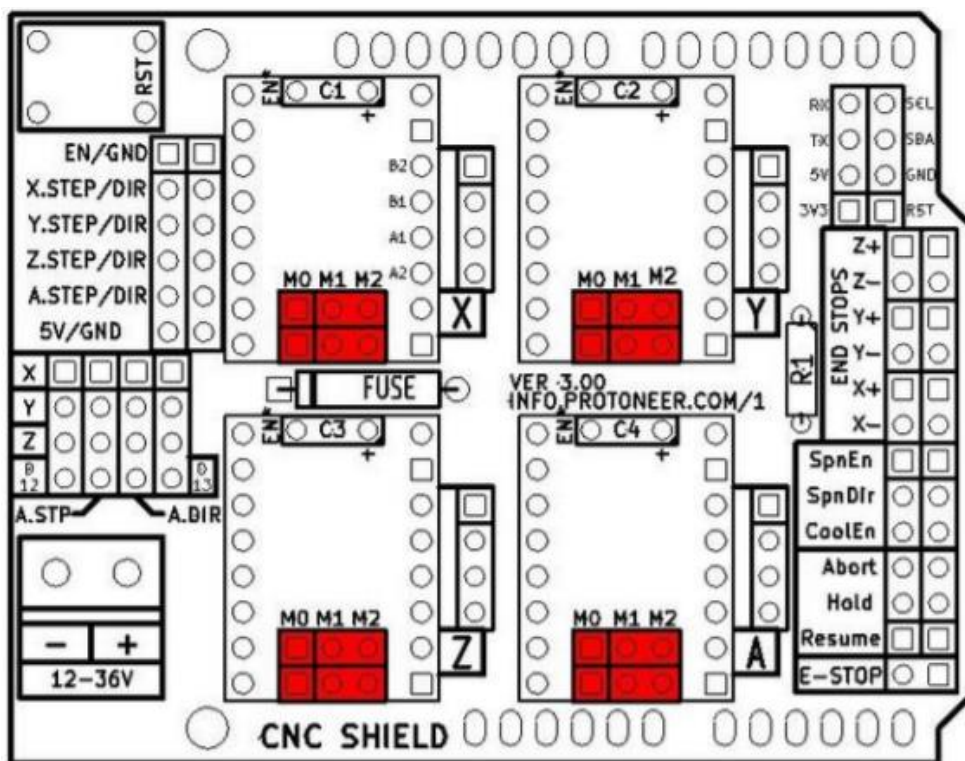 RST
EN*
C1
+
EN*
C2
+
RX
SCL
TX
SDA
5V
GND
3V3
RST
EN/GND
X.STEP/DIR
Y.STEP/DIR
Z.STEP/DIR
A.STEP/DIR
5V/GND
B2
B1
A1
A2
M0 M1 M2
X
M0 M1 M2
Y
R1
END STOPS
Z+
Z-
Y+
Y-
X+
X-
X
Y
Z
D
12
D
13
A.STP
A.DIR
FUSE
VER 3.00
INFO.PROTONEER.COM/1
EN*
C3
+
EN*
C4
+
SpnEn
SpnDir
CoolEn
Abort
Hold
Resume
E-STOP
- +
12-36V
M0 M1 M2
Z
M0 M1 M2
A
CNC SHIELD